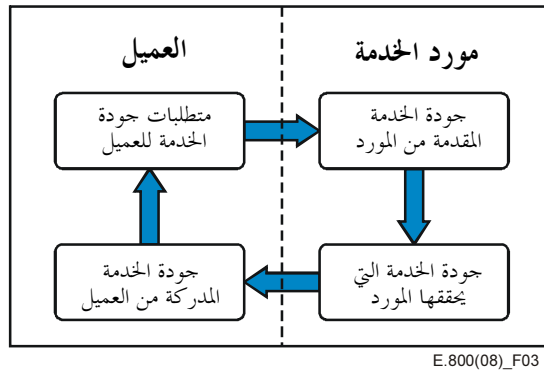 مورد الخدمة
العميل
جودة الخدمة
المقدمة من المورد
متطلبات جودة
الخدمة للعميل
جودة الخدمة التي
يحققها المورد
جودة الخدمة
المدركة من العميل
E.800(08)_F03